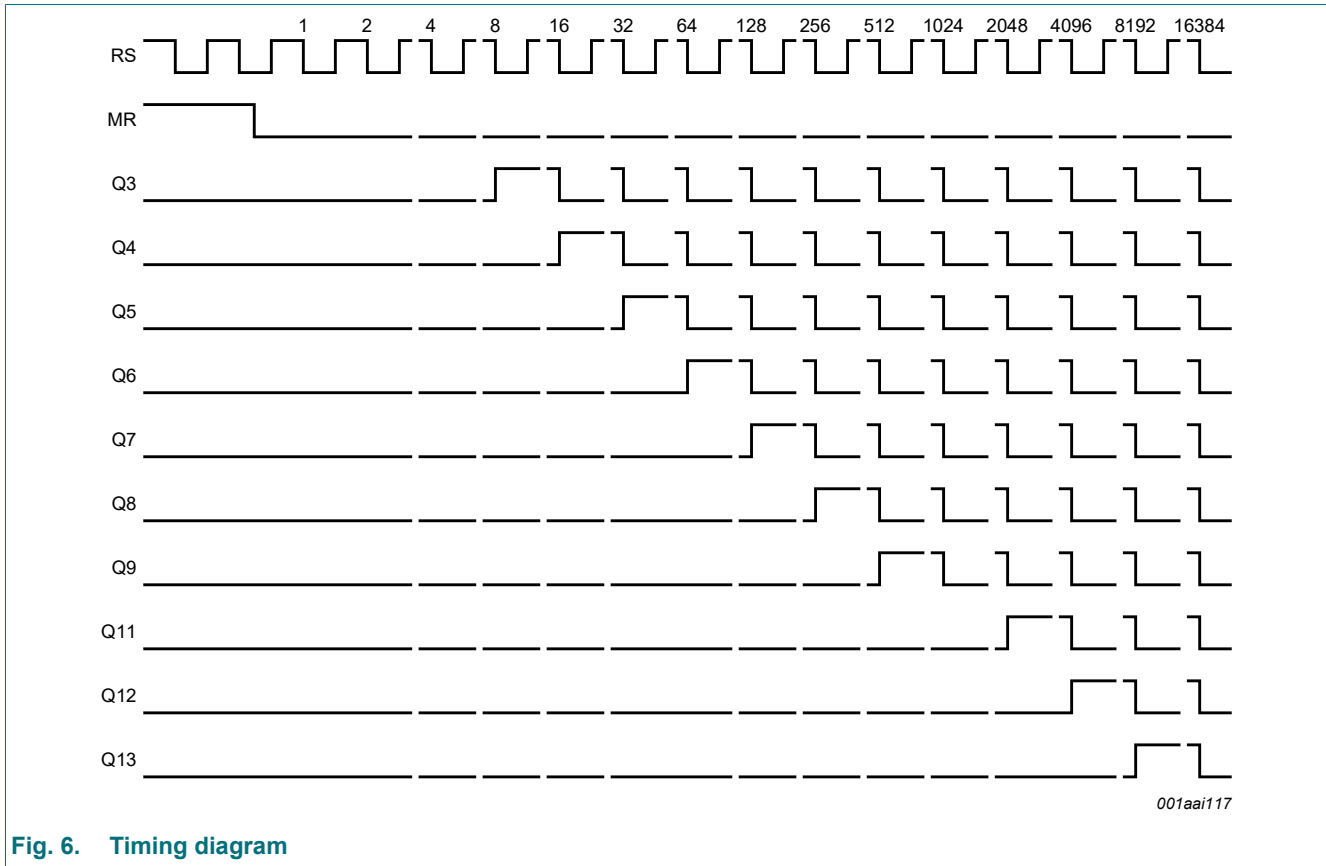 1 2 4 8 16 32 64 128 256 512 1024 2048 4096 8192 16384
RS
MR
Q3
Q4
Q5
Q6
Q7
Q8
Q9
Q11
Q12
Q13
001aai117
Fig. 6. Timing diagram